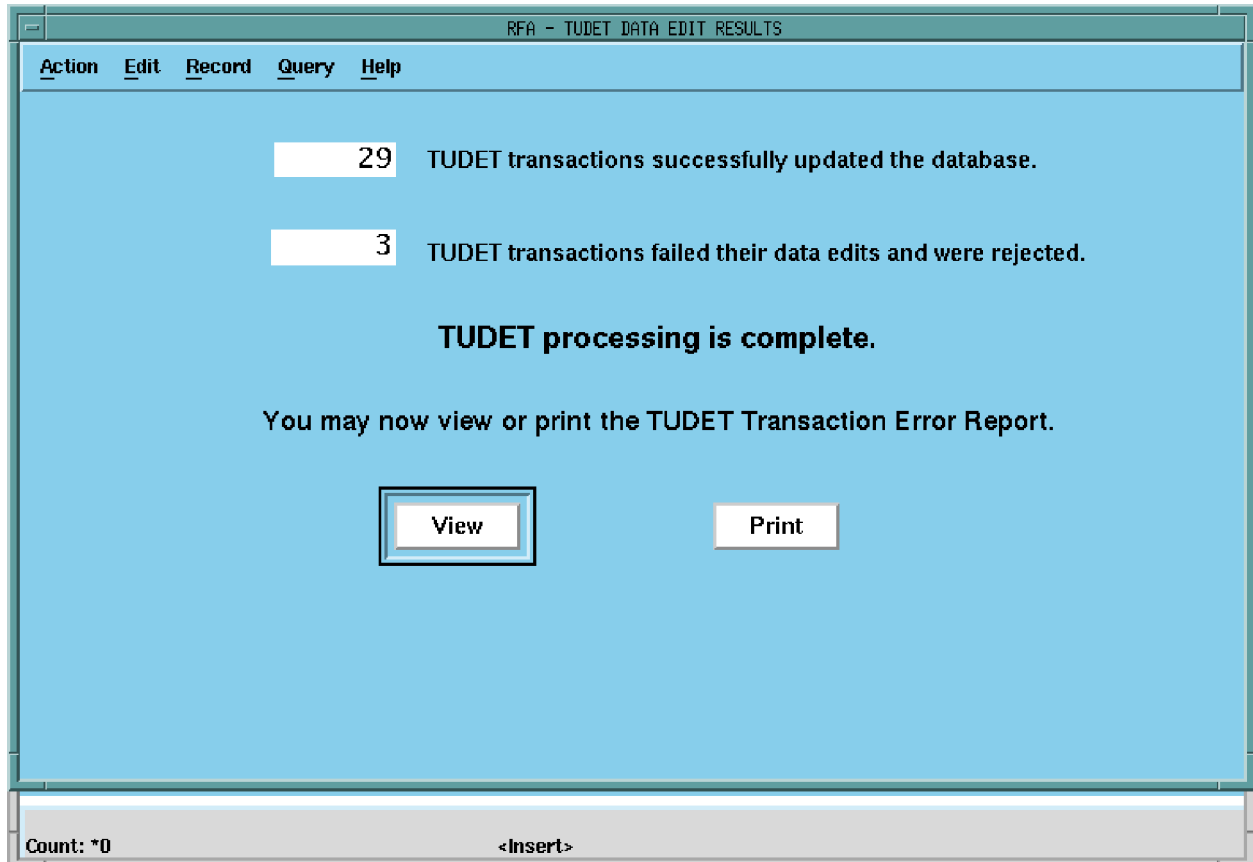 RFA - TUDET DATA EDIT RESULTS
Action Edit Record Query Help
29 TUDET transactions successfully updated the database.
3 TUDET transactions failed their data edits and were rejected.
TUDET processing is complete.
You may now view or print the TUDET Transaction Error Report.
View Print
Count: *0 <Insert>